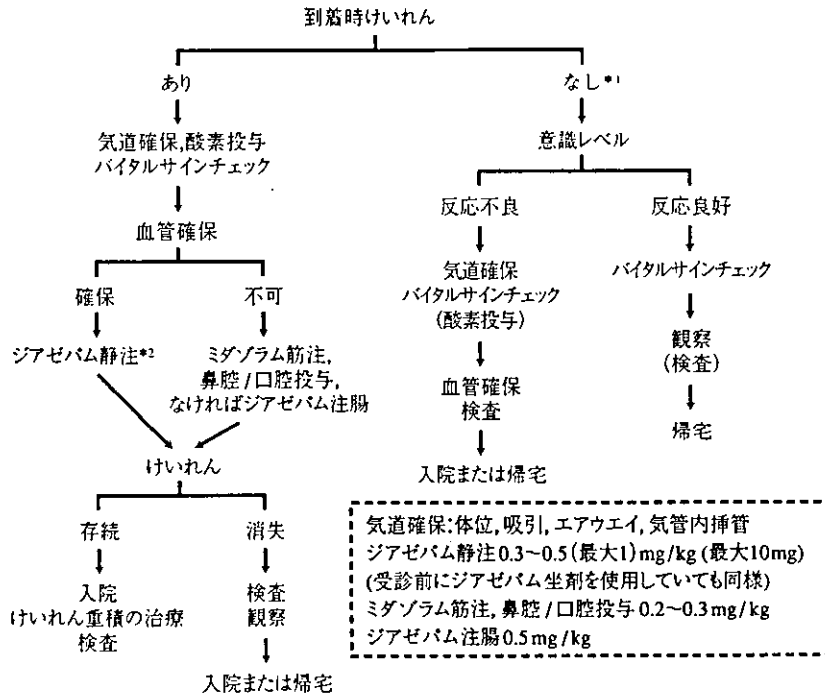 到着時けいれん
あり
気道確保,酸素投与
バイタルサインチェック
血管確保
確保
不可
ジアゼパム静注*2
ミダゾラム筋注,
鼻腔/口腔投与,
なければジアゼパム注腸
けいれん
存続
消失
入院
けいれん重積の治療
検査
検査
観察
入院または帰宅
なし*1
意識レベル
反応不良
反応良好
気道確保
バイタルサインチェック
(酸素投与)
血管確保
検査
入院または帰宅
バイタルサインチェック
観察
(検査)
帰宅
気道確保:体位,吸引,エアウエイ,気管内挿管
ジアゼパム静注0.3~0.5(最大1)mg/kg(最大10mg)
(受診前にジアゼパム坐剤を使用していても同様)
ミダゾラム筋注,鼻腔/口腔投与0.2~0.3mg/kg
ジアゼパム注腸0.5mg/kg